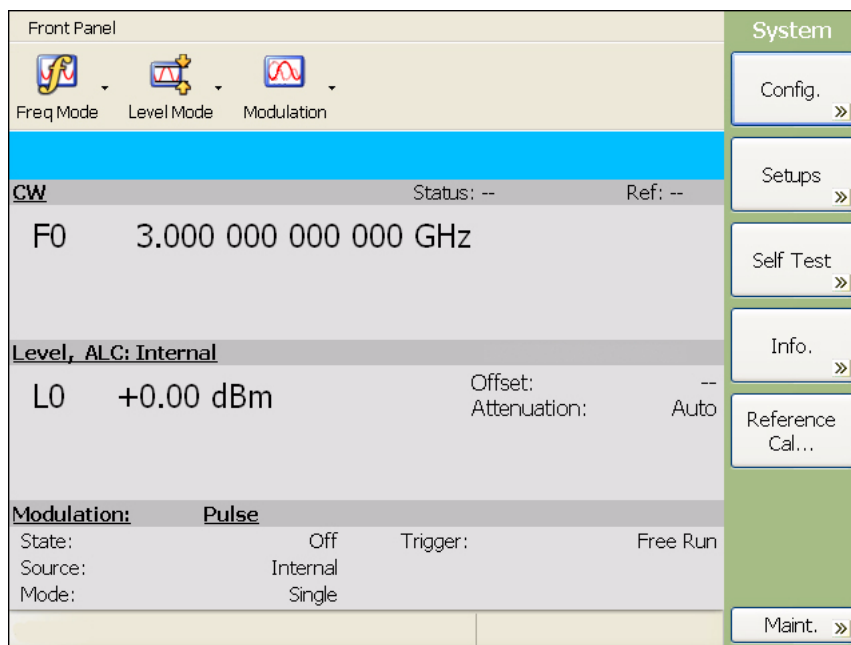 Front Panel
Freq Mode Level Mode Modulation
CW Status: -- Ref: --
F0 3.000 000 000 000 GHz
Level, ALC: Internal
L0 +0.00 dBm
Offset: --
Attenuation: Auto
Modulation: Pulse
State: Off Trigger: Free Run
Source: Internal
Mode: Single
System
Config.
Setups
Self Test
Info.
Reference
Cal...
Maint.